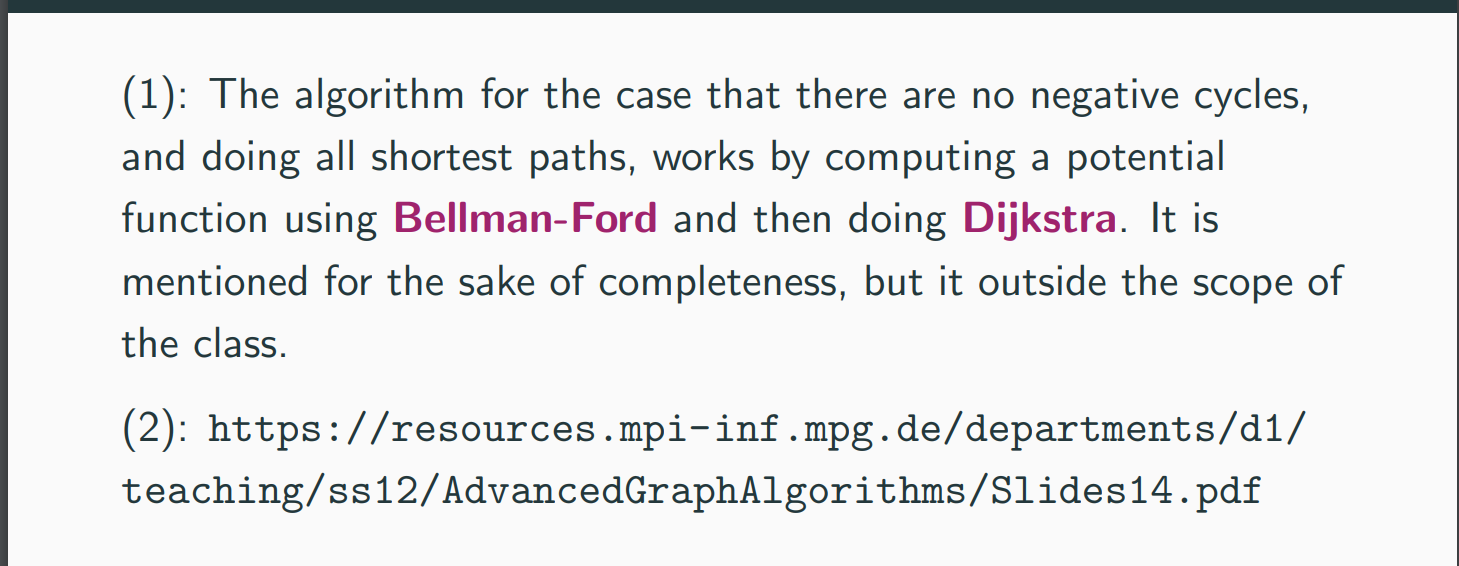 (1): The algorithm for the case that there are no negative cycles,
and doing all shortest paths, works by computing a potential
function using Bellman-Ford and then doing Dijkstra. It is
mentioned for the sake of completeness, but it outside the scope of
the class.
(2): https://resources.mpi-inf.mpg.de/departments/d1/
teaching/ss12/AdvancedGraphAlgorithms/Slides14.pdf